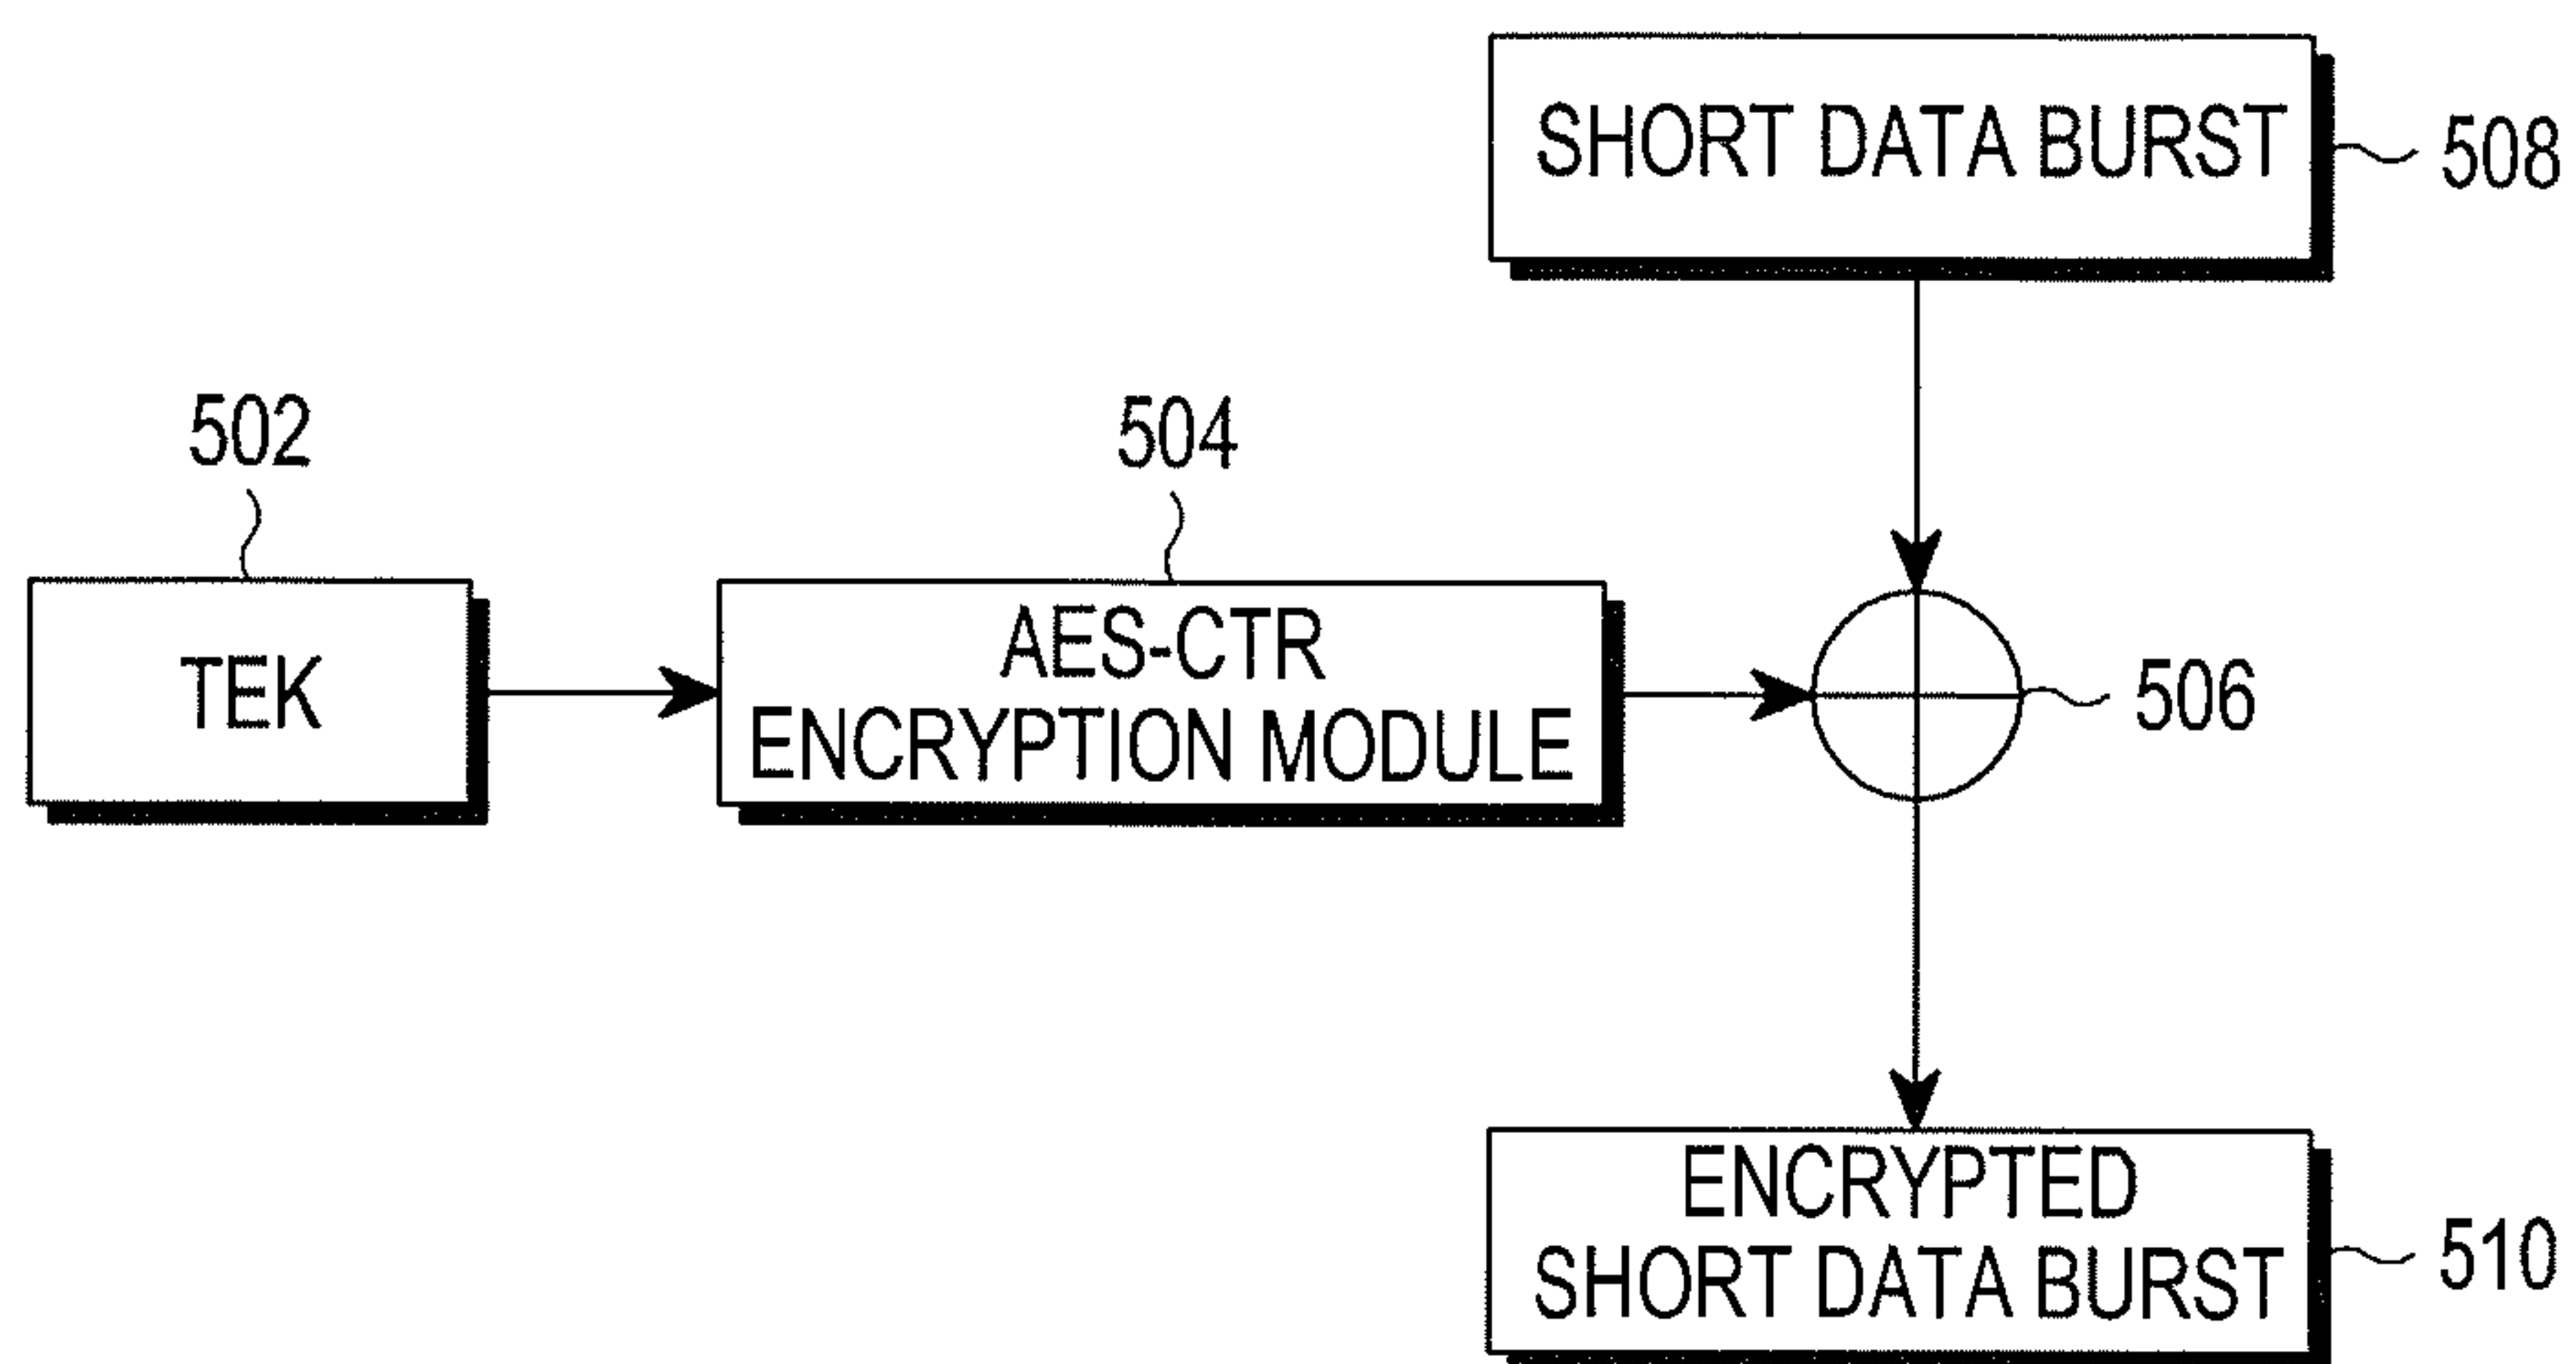 SHORT DATA BURST
508
502
504
TEK
AES-CTR
ENCRYPTION MODULE
506
ENCRYPTED
SHORT DATA BURST
510